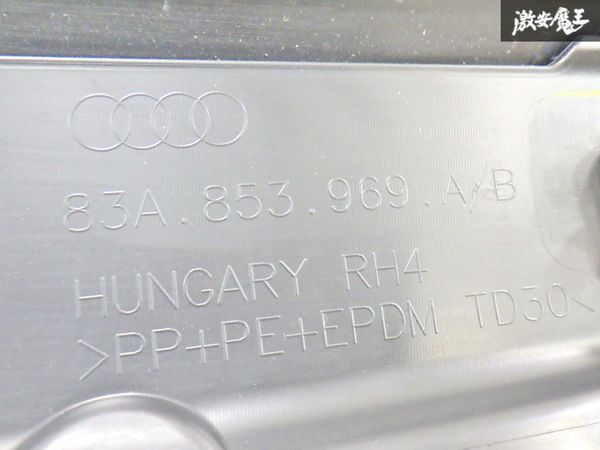 激安魔王
83A.853.969.A/B
HUNGARY RH4
>PP+PE+EPDM TD30<